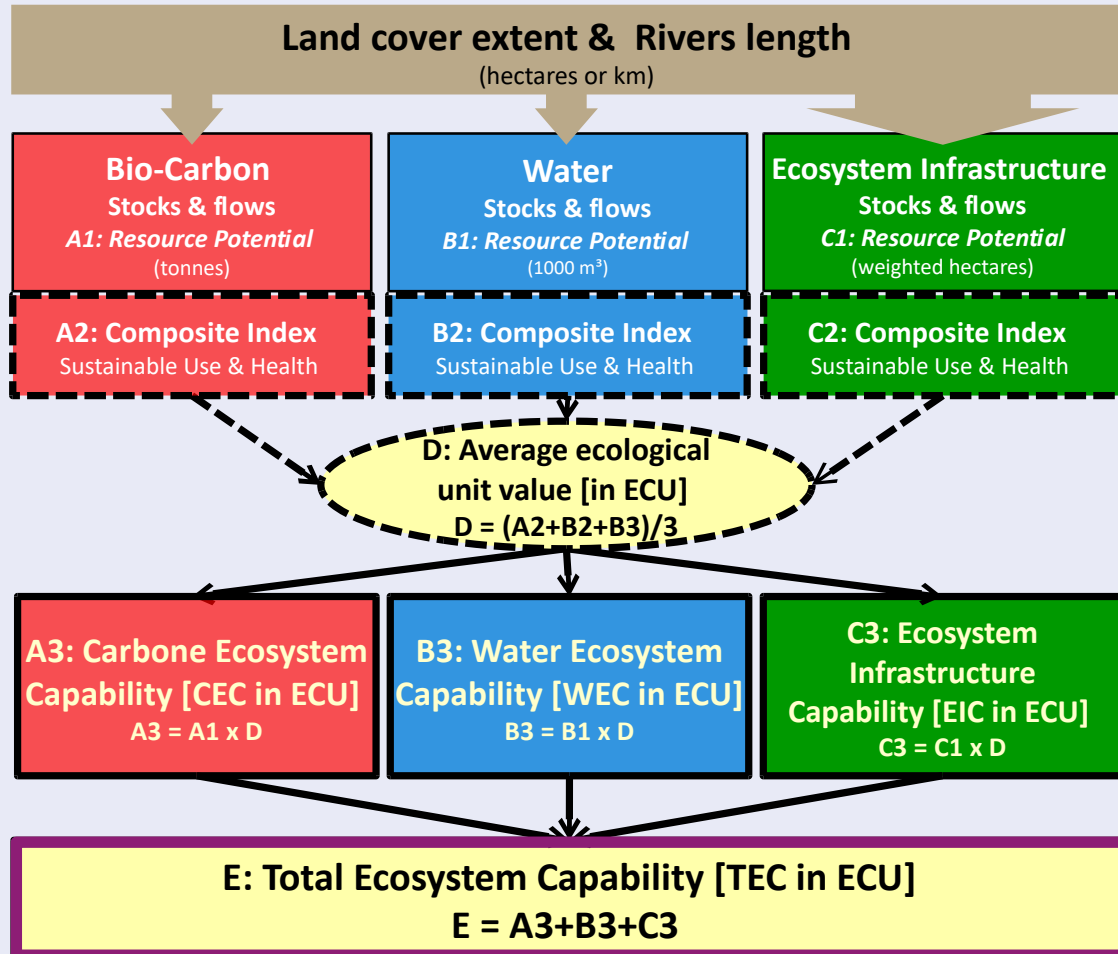 Land cover extent & Rivers length
(hectares or km)
Bio-Carbon
Stocks & flows
A1: Resource Potential
(tonnes)
Water
Stocks & flows
B1: Resource Potential
(1000 m³)
Ecosystem Infrastructure
Stocks & flows
C1: Resource Potential
(weighted hectares)
A2: Composite Index
Sustainable Use & Health
B2: Composite Index
Sustainable Use & Health
C2: Composite Index
Sustainable Use & Health
D: Average ecological
unit value [in ECU]
D = (A2+B2+B3)/3
A3: Carbone Ecosystem
Capability [CEC in ECU]
A3 = A1 x D
B3: Water Ecosystem
Capability [WEC in ECU]
B3 = B1 x D
C3: Ecosystem
Infrastructure
Capability [EIC in ECU]
C3 = C1 x D
E: Total Ecosystem Capability [TEC in ECU]
E = A3+B3+C3